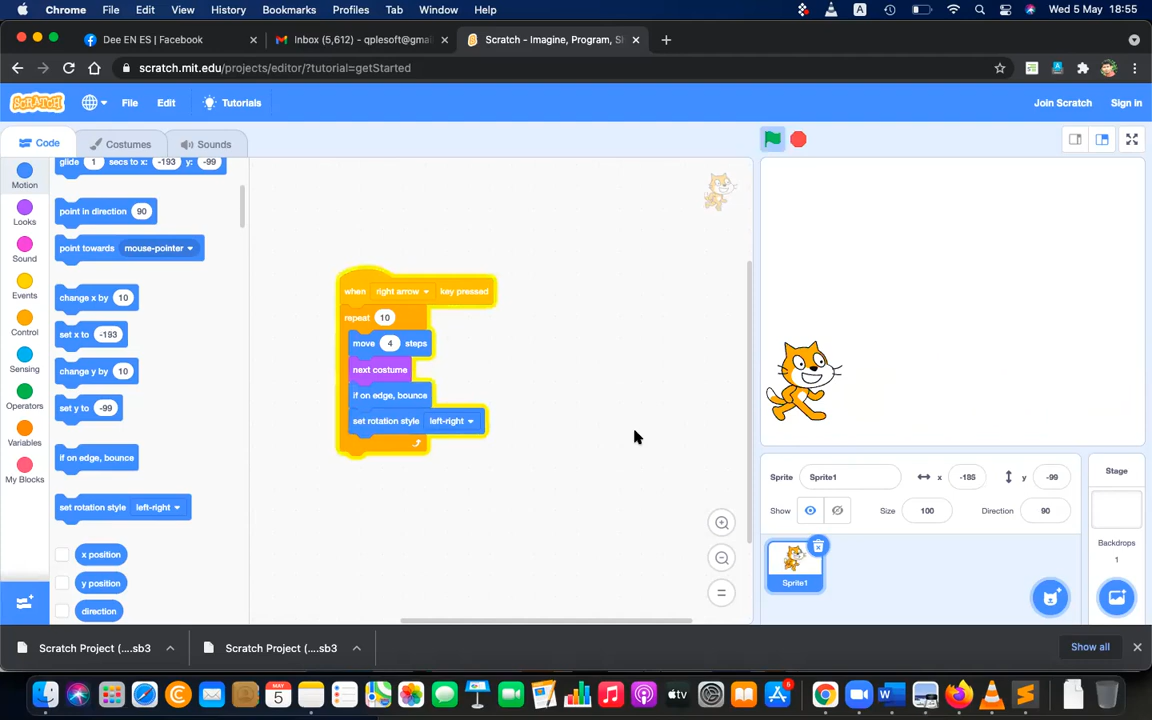 Chrome File Edit View History Bookmarks Profiles Tab Window Help A Wed 5 May 18:55
Dee EN ES | Facebook × Inbox (5,612) - qplesoft@gma × Scratch - Imagine, Program, Sh × +
scratch.mit.edu/projects/editor/?tutorial=getStarted
SCRATCH File Edit Tutorials Join Scratch Sign in
Code Costumes Sounds
Motion
Looks
Sound
Events
Control
Sensing
Operators
Variables
My Blocks
glide 1 secs to x: -193 y: -99
point in direction 90
point towards mouse-pointer
change x by 10
set x to -193
change y by 10
set y to -99
if on edge, bounce
set rotation style left-right
x position
y position
direction
when right arrow key pressed
repeat 10
move 4 steps
next costume
if on edge, bounce
set rotation style left-right
Sprite Sprite1 x -185 y -99
Show Size 100 Direction 90
Sprite1
Stage
Backdrops
1
Scratch Project (....sb3 Scratch Project (....sb3 Show all ×
MAY
5
tv
W
5